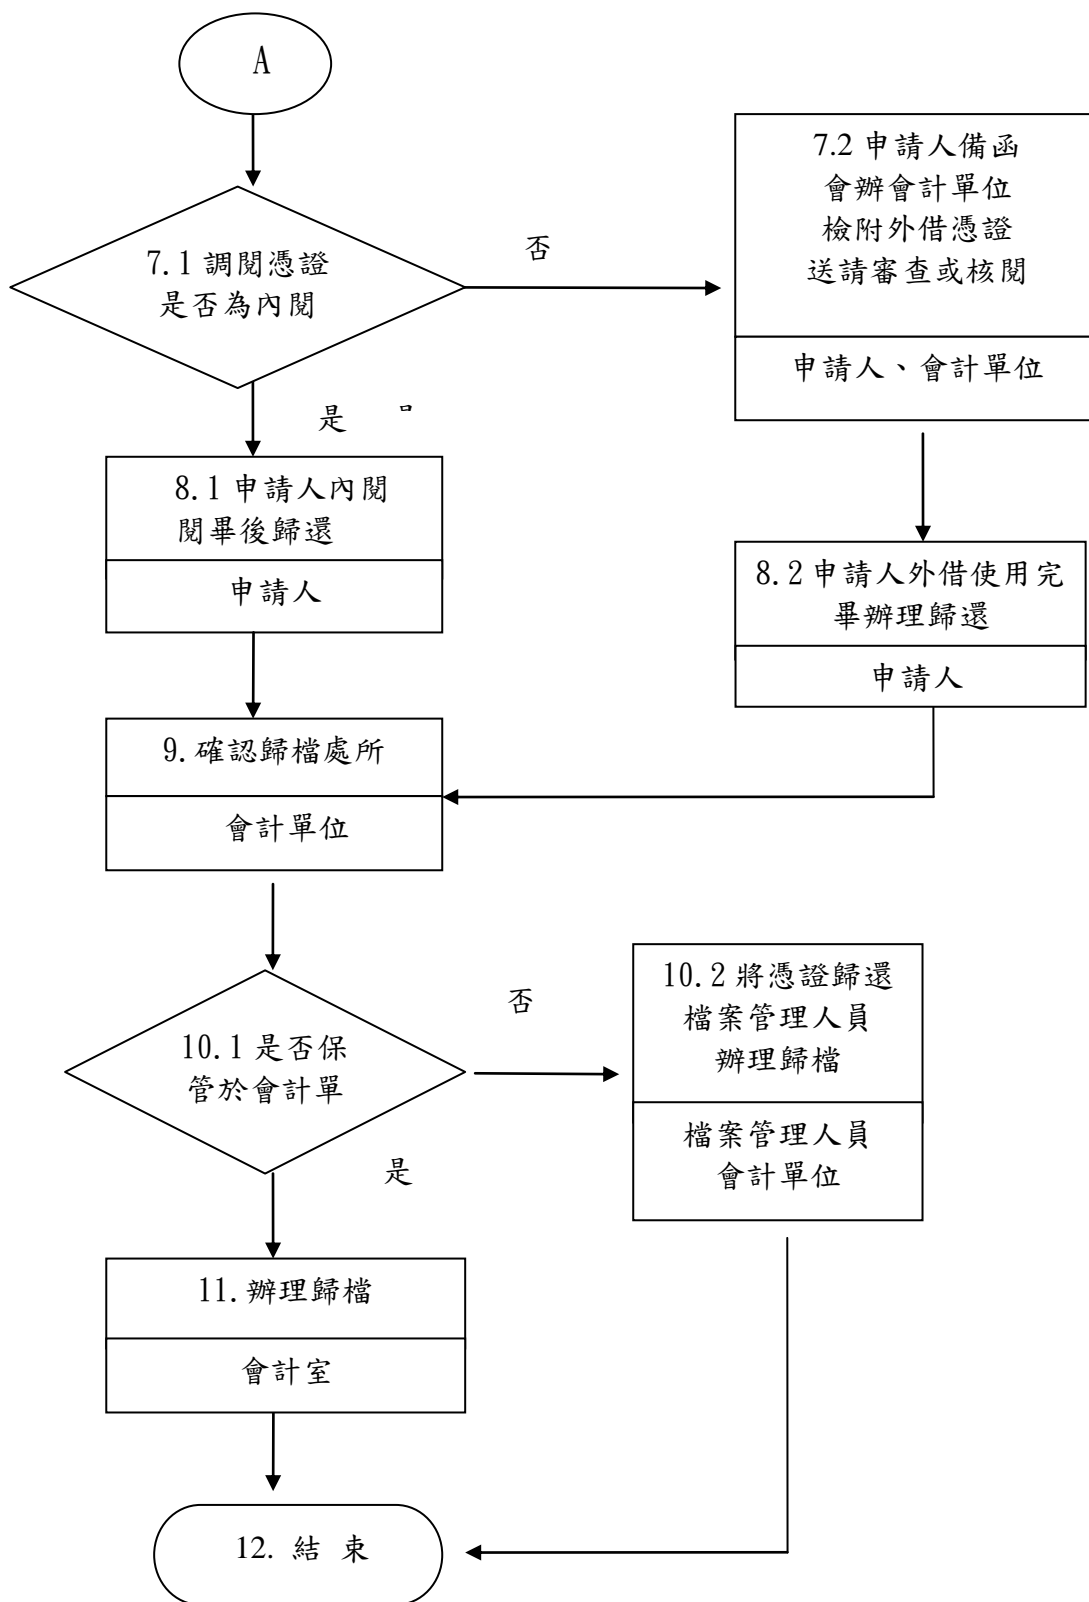 A
7.1 調閱憑證
是否為內閱
否
7.2 申請人備函
會辦會計單位
檢附外借憑證
送請審查或核閱
申請人、會計單位
是
8.1 申請人內閱
閱畢後歸還
申請人
8.2 申請人外借使用完
畢辦理歸還
申請人
9. 確認歸檔處所
會計單位
10.1 是否保
管於會計單
否
10.2 將憑證歸還
檔案管理人員
辦理歸檔
檔案管理人員
會計單位
是
11. 辦理歸檔
會計室
12. 結 束